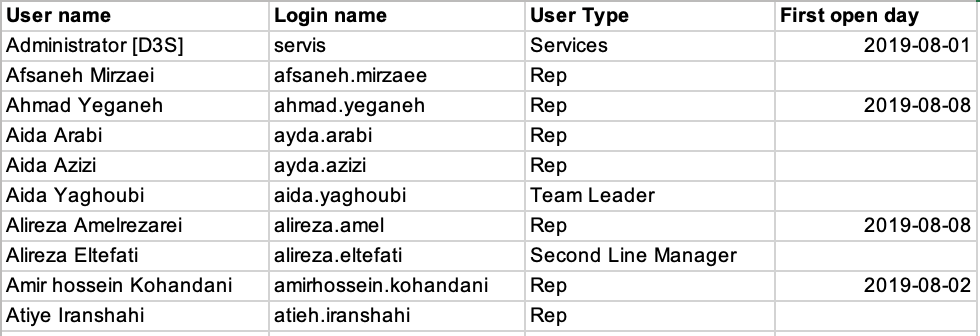 User name Login name User Type First open day
Administrator [D3S] servis Services 2019-08-01
Afsaneh Mirzaei afsaneh.mirzaee Rep
Ahmad Yeganeh ahmad.yeganeh Rep 2019-08-08
Aida Arabi ayda.arabi Rep
Aida Azizi ayda.azizi Rep
Aida Yaghoubi aida.yaghoubi Team Leader
Alireza Amelrezarei alireza.amel Rep 2019-08-08
Alireza Eltefati alireza.eltefati Second Line Manager
Amir hossein Kohandani amirhossein.kohandani Rep 2019-08-02
Atiye Iranshahi atieh.iranshahi Rep